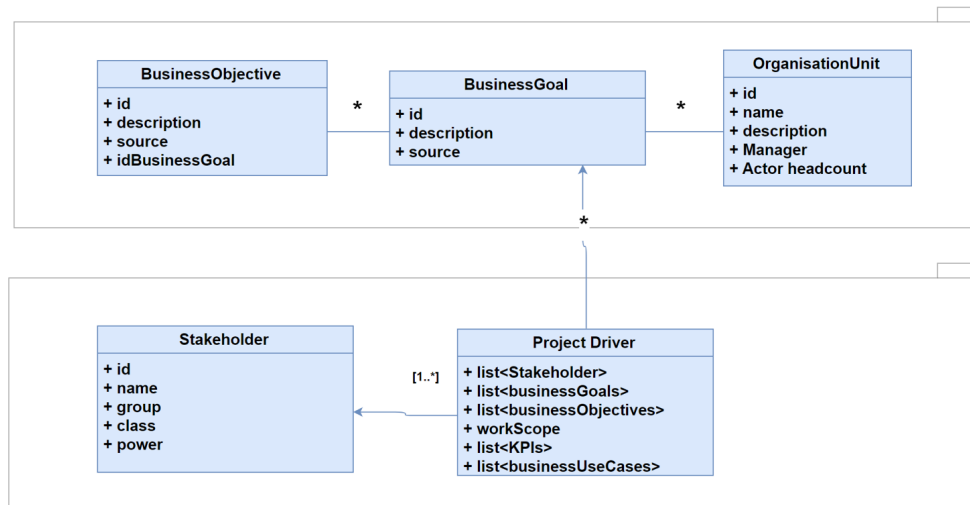 BusinessObjective
+ id
+ description
+ source
+ idBusinessGoal
*
BusinessGoal
+ id
+ description
+ source
*
OrganisationUnit
+ id
+ name
+ description
+ Manager
+ Actor headcount
*
Stakeholder
+ id
+ name
+ group
+ class
+ power
[1..*]
Project Driver
+ list<Stakeholder>
+ list<businessGoals>
+ list<businessObjectives>
+ workScope
+ list<KPIs>
+ list<businessUseCases>